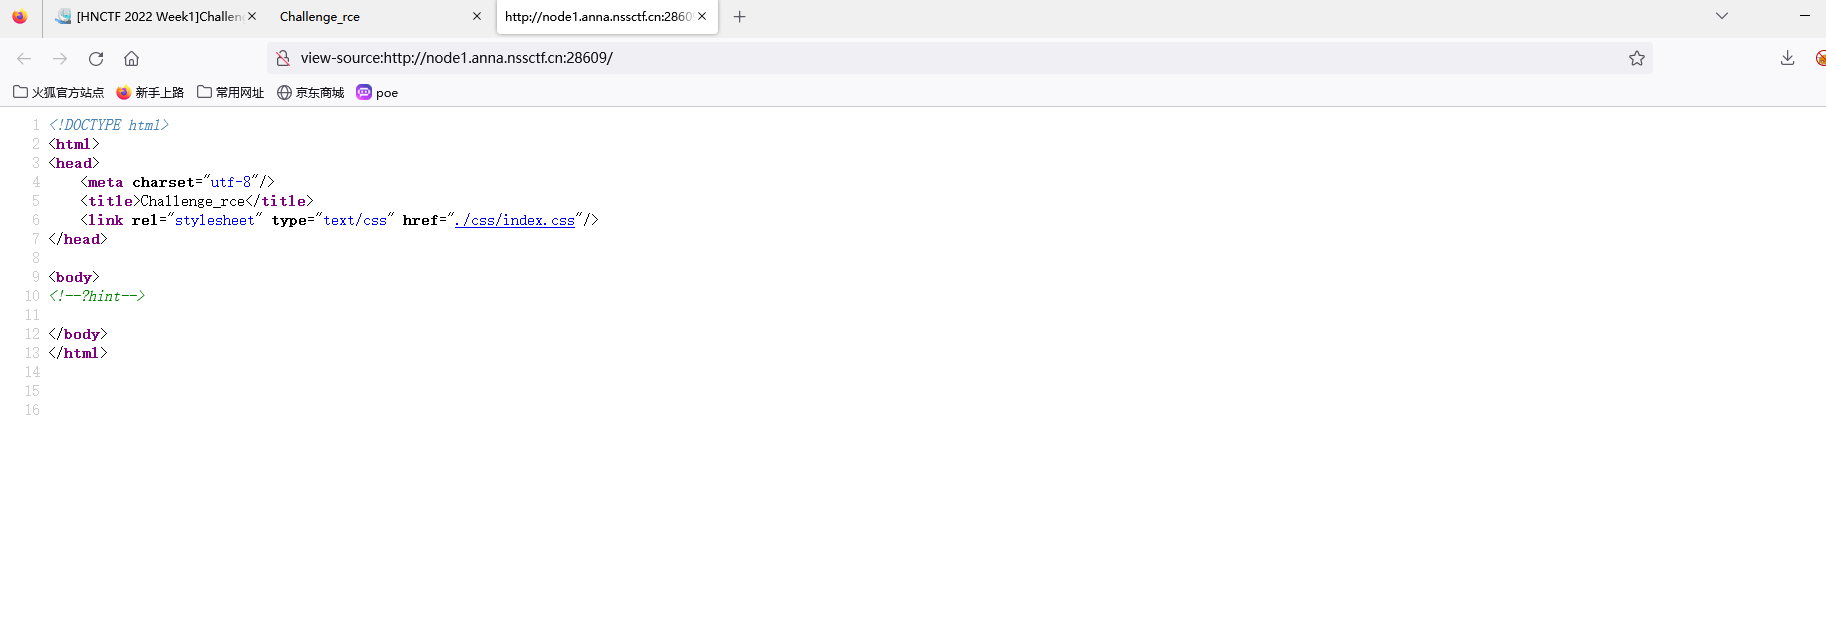 [HNCTF 2022 Week1]Challen
Challenge_rce
http://node1.anna.nssctf.cn:2860
view-source:http://node1.anna.nssctf.cn:28609/
火狐官方站点 新手上路 常用网址 京东商城 poe
1 <!DOCTYPE html>
2 <html>
3 <head>
4 <meta charset="utf-8"/>
5 <title>Challenge_rce</title>
6 <link rel="stylesheet" type="text/css" href="./css/index.css"/>
7 </head>
8
9 <body>
10 <!--?hint-->
11
12 </body>
13 </html>
14
15
16